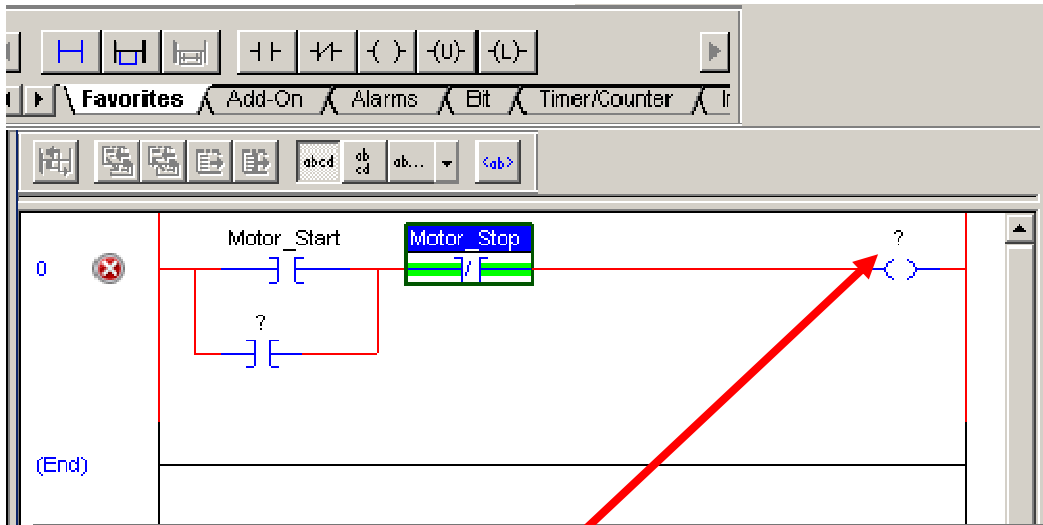 -(U)- -(L)-
Favorites Add-On Alarms Bit Timer/Counter
abcd ab cd ab... <ab>
Motor_Start Motor_Stop ?
0
?
(End)